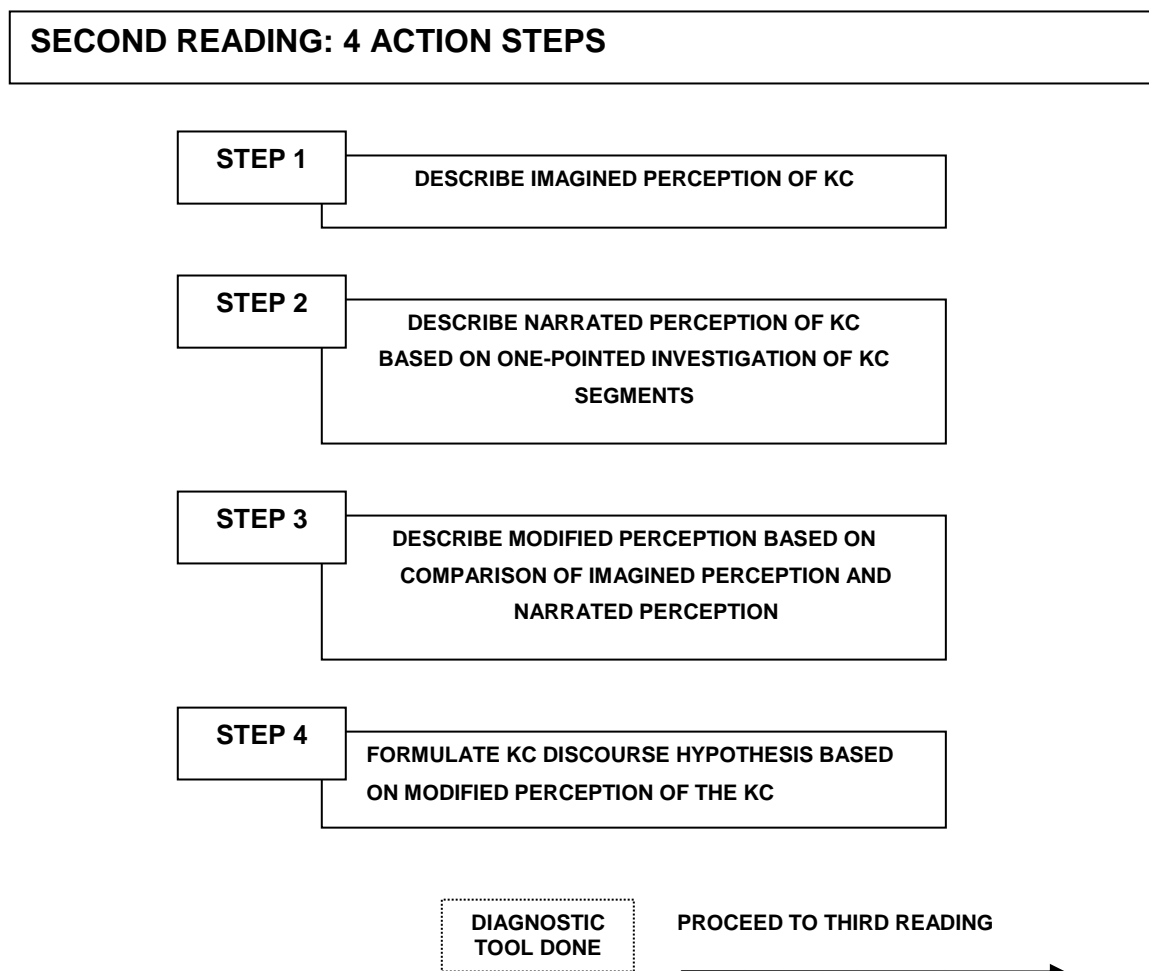 SECOND READING: 4 ACTION STEPS
STEP 1
DESCRIBE IMAGINED PERCEPTION OF KC
STEP 2
DESCRIBE NARRATED PERCEPTION OF KC
BASED ON ONE-POINTED INVESTIGATION OF KC
SEGMENTS
STEP 3
DESCRIBE MODIFIED PERCEPTION BASED ON
COMPARISON OF IMAGINED PERCEPTION AND
NARRATED PERCEPTION
STEP 4
FORMULATE KC DISCOURSE HYPOTHESIS BASED
ON MODIFIED PERCEPTION OF THE KC
DIAGNOSTIC
TOOL DONE
PROCEED TO THIRD READING